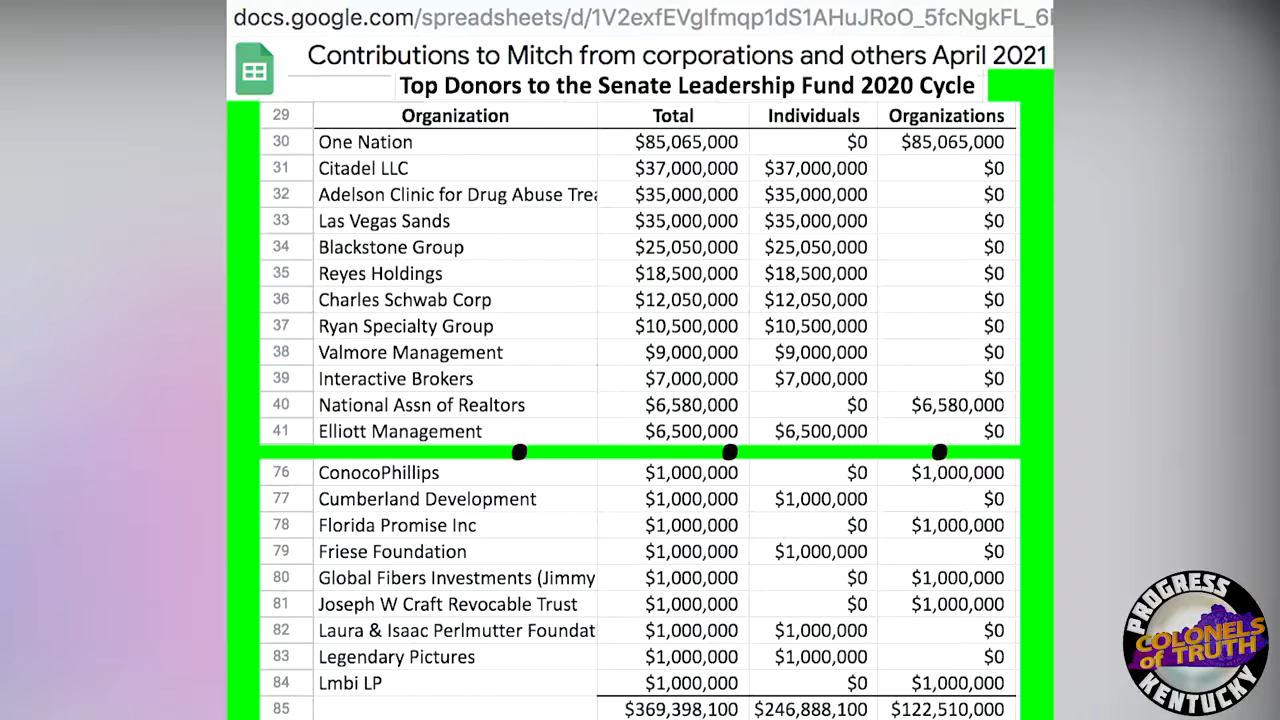 docs.google.com/spreadsheets/d/1V2exfEVgIfmqp1dS1AHuJRoO_5fcNgkFL_6
Contributions to Mitch from corporations and others April 2021
Top Donors to the Senate Leadership Fund 2020 Cycle
29 Organization Total Individuals Organizations
30 One Nation $85,065,000 $0 $85,065,000
31 Citadel LLC $37,000,000 $37,000,000 $0
32 Adelson Clinic for Drug Abuse Trea $35,000,000 $35,000,000 $0
33 Las Vegas Sands $35,000,000 $35,000,000 $0
34 Blackstone Group $25,050,000 $25,050,000 $0
35 Reyes Holdings $18,500,000 $18,500,000 $0
36 Charles Schwab Corp $12,050,000 $12,050,000 $0
37 Ryan Specialty Group $10,500,000 $10,500,000 $0
38 Valmore Management $9,000,000 $9,000,000 $0
39 Interactive Brokers $7,000,000 $7,000,000 $0
40 National Assn of Realtors $6,580,000 $0 $6,580,000
41 Elliott Management $6,500,000 $6,500,000 $0
76 ConocoPhillips $1,000,000 $0 $1,000,000
77 Cumberland Development $1,000,000 $1,000,000 $0
78 Florida Promise Inc $1,000,000 $0 $1,000,000
79 Friese Foundation $1,000,000 $1,000,000 $0
80 Global Fibers Investments (Jimmy $1,000,000 $0 $1,000,000
81 Joseph W Craft Revocable Trust $1,000,000 $0 $1,000,000
82 Laura & Isaac Perlmutter Foundat $1,000,000 $1,000,000 $0
83 Legendary Pictures $1,000,000 $1,000,000 $0
84 Lmbi LP $1,000,000 $0 $1,000,000
85 $369,398,100 $246,888,100 $122,510,000
PROGRESS
COLONELS
of TRUTH
KENTUCKY